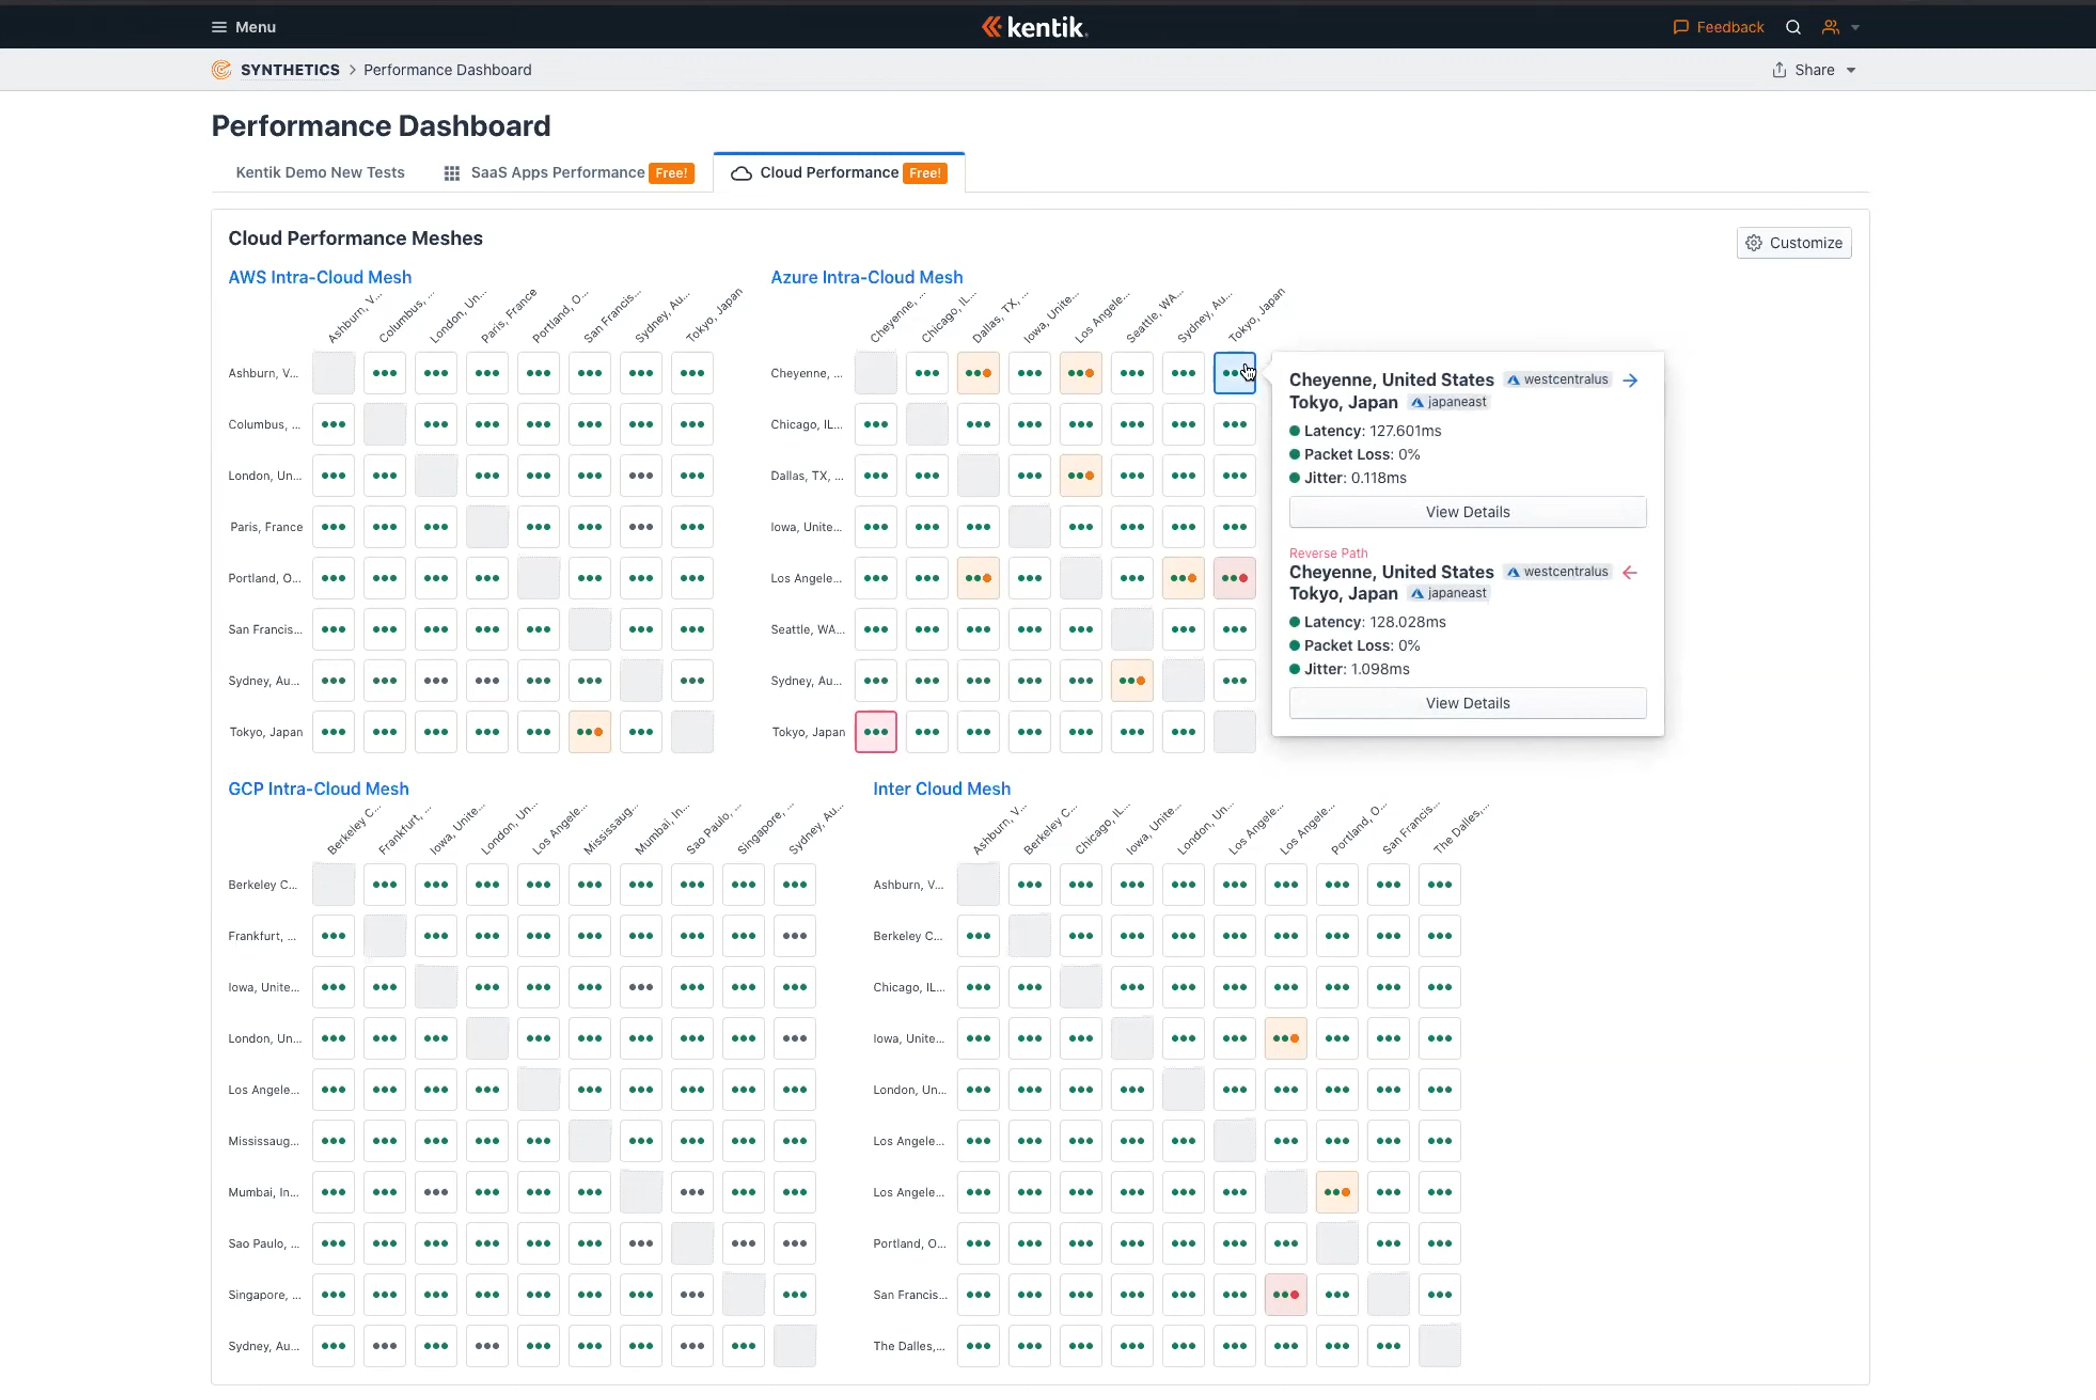 Menu
kentik
Feedback
SYNTHETICS > Performance Dashboard
Share
Performance Dashboard
Kentik Demo New Tests
SaaS Apps Performance Free!
Cloud Performance Free!
Cloud Performance Meshes
Customize
AWS Intra-Cloud Mesh
Ashburn, V...
Columbus, ...
London, Un...
Paris, France
Portland, O...
San Francis...
Sydney, Au...
Tokyo, Japan
Ashburn, V...
Columbus, ...
London, Un...
Paris, France
Portland, O...
San Francis...
Sydney, Au...
Tokyo, Japan
Azure Intra-Cloud Mesh
Cheyenne, ...
Chicago, IL...
Dallas, TX, ...
Iowa, Unite...
Los Angele...
Seattle, WA...
Sydney, Au...
Tokyo, Japan
Cheyenne, ...
Chicago, IL...
Dallas, TX, ...
Iowa, Unite...
Los Angele...
Seattle, WA...
Sydney, Au...
Tokyo, Japan
Cheyenne, United States westcentralus
Tokyo, Japan japaneast
Latency: 127.601ms
Packet Loss: 0%
Jitter: 0.118ms
View Details
Reverse Path
Cheyenne, United States westcentralus
Tokyo, Japan japaneast
Latency: 128.028ms
Packet Loss: 0%
Jitter: 1.098ms
View Details
GCP Intra-Cloud Mesh
Berkeley C...
Frankfurt, ...
Iowa, Unite...
London, Un...
Los Angele...
Mississaug...
Mumbai, In...
Sao Paulo, ...
Singapore, ...
Sydney, Au...
Berkeley C...
Frankfurt, ...
Iowa, Unite...
London, Un...
Los Angele...
Mississaug...
Mumbai, In...
Sao Paulo, ...
Singapore, ...
Sydney, Au...
Inter Cloud Mesh
Ashburn, V...
Berkeley C...
Chicago, IL...
Iowa, Unite...
London, Un...
Los Angele...
Los Angele...
Portland, O...
San Francis...
The Dalles,...
Ashburn, V...
Berkeley C...
Chicago, IL...
Iowa, Unite...
London, Un...
Los Angele...
Los Angele...
Portland, O...
San Francis...
The Dalles,...